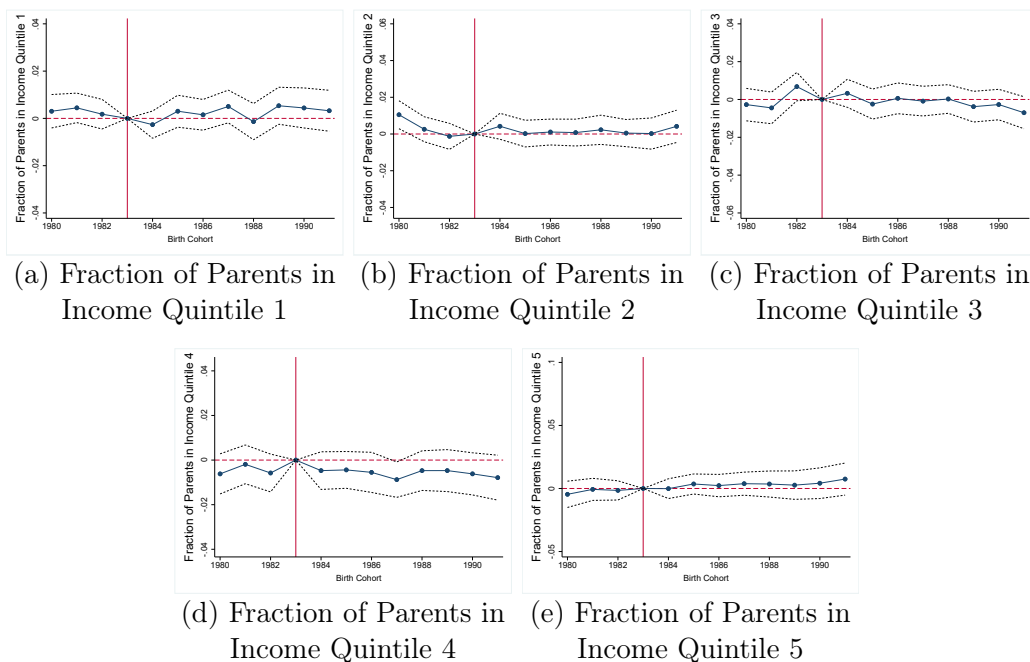 Fraction of Parents in Income Quintile 1
.04
.02
0
-.02
-.04
1980 1982 1984 1986 1988 1990
Birth Cohort
(a) Fraction of Parents in
Income Quintile 1
Fraction of Parents in Income Quintile 2
.06
.04
.02
0
-.02
-.04
1980 1982 1984 1986 1988 1990
Birth Cohort
(b) Fraction of Parents in
Income Quintile 2
Fraction of Parents in Income Quintile 3
.04
.02
0
-.02
-.04
-.06
1980 1982 1984 1986 1988 1990
Birth Cohort
(c) Fraction of Parents in
Income Quintile 3
Fraction of Parents in Income Quintile 4
.04
.02
0
-.02
-.04
1980 1982 1984 1986 1988 1990
Birth Cohort
(d) Fraction of Parents in
Income Quintile 4
Fraction of Parents in Income Quintile 5
.1
.05
0
-.05
1980 1982 1984 1986 1988 1990
Birth Cohort
(e) Fraction of Parents in
Income Quintile 5